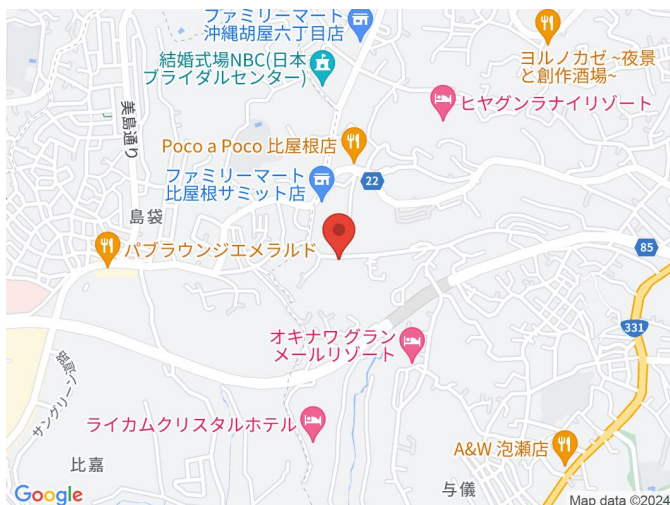 ファミリーマート
沖縄胡屋六丁目店
ヨルノカゼ ~夜景
と創作酒場~
結婚式場NBC(日本
ブライダルセンター)
ヒヤグンラナイリゾート
美島通り
Poco a Poco 比屋根店
ファミリーマート
比屋根サミット店
22
島袋
パブラウンジエメラルド
85
331
オキナワ グラン
メールリゾート
サングリーン道路
ライカムクリスタルホテル
A&W 泡瀬店
比嘉
与儀
Google
Map data ©2024